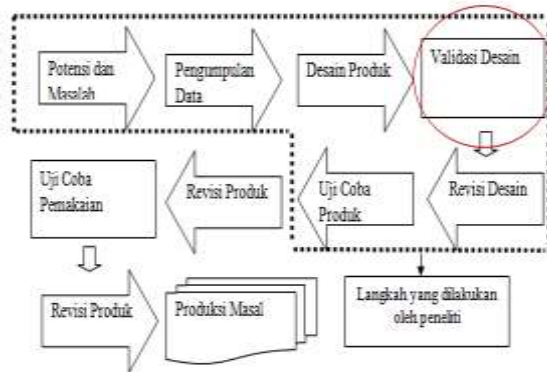 Potensi dan
Masalah
Pengumpulan
Data
Desain Produk
Validasi Desain
Uji Coba
Pemakaian
Revisi Produk
Uji Coba
Produk
Revisi Desain
Revisi Produk
Produksi Masal
Langkah yang dilakukan
oleh peneliti